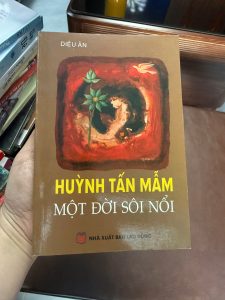 DIỆU ÂN
HUỲNH TẤN MẪM
MỘT ĐỜI SÔI NỔI
NHÀ XUẤT BẢN LAO ĐỘNG